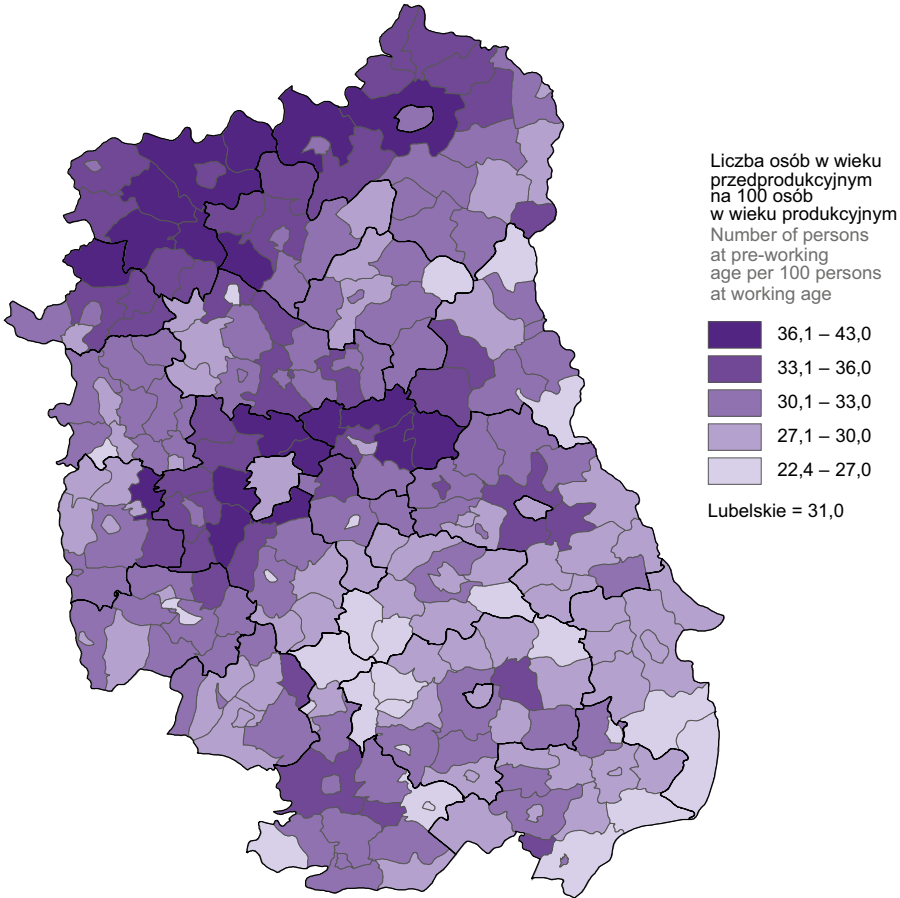 Liczba osób w wieku
przedprodukcyjnym
na 100 osób
w wieku produkcyjnym
Number of persons
at pre-working
age per 100 persons
at working age
36,1 – 43,0
33,1 – 36,0
30,1 – 33,0
27,1 – 30,0
22,4 – 27,0
Lubelskie = 31,0